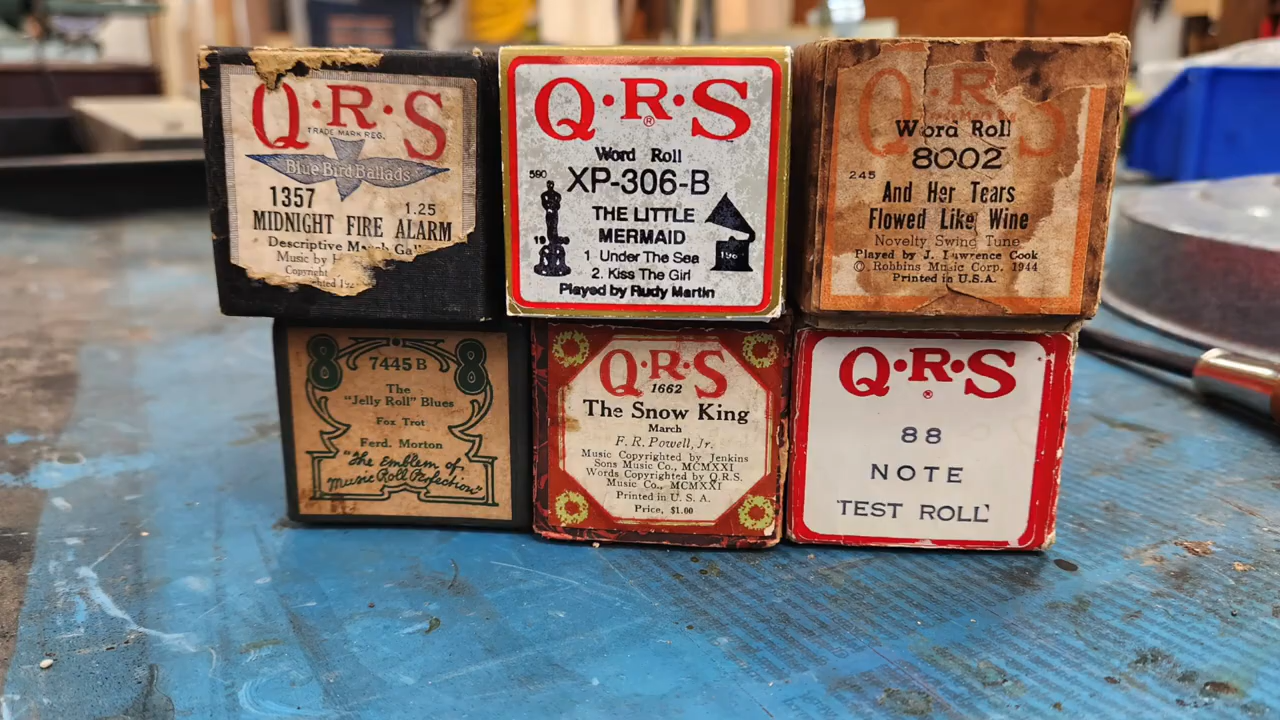 Q·R·S
TRADE MARK REG.
Blue Bird Ballads
1357
1.25
MIDNIGHT FIRE ALARM
Descriptive
Music by
Copyright
Q·R·S
®
Word Roll
590
XP-306-B
THE LITTLE
MERMAID
1. Under The Sea
2. Kiss The Girl
Played by Rudy Martin
Q·R·S
Word Roll
8002
245
And Her Tears
Flowed Like Wine
Novelty Swing Tune
Played by J. Lawrence Cook
© Robbins Music Corp. 1944
Printed in U.S.A.
8 8
7445 B
The
"Jelly Roll" Blues
Fox Trot
Ferd. Morton
"The Emblem of
Music Roll Perfection"
Q·R·S
1662
The Snow King
March
F. R. Powell, Jr.
Music Copyrighted by Jenkins
Sons Music Co., MCMXXI
Words Copyrighted by Q.R.S.
Music Co., MCMXXI
Printed in U. S. A.
Price, $1.00
Q·R·S
®
88
NOTE
TEST ROLL